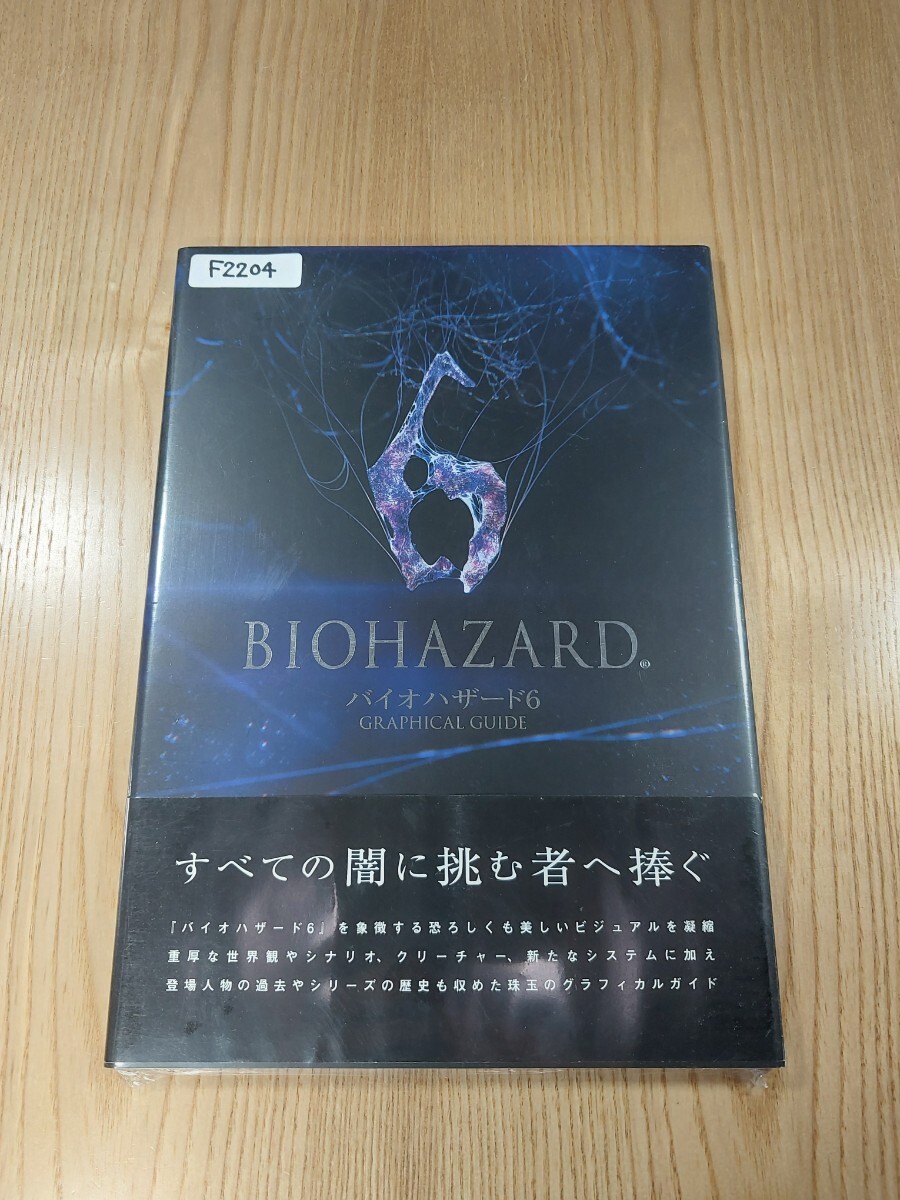 F2204
6
BIOHAZARD®
バイオハザード6
GRAPHICAL GUIDE
すべての闇に挑む者へ捧ぐ
『バイオハザード6』を象徴する恐ろしくも美しいビジュアルを凝縮
重厚な世界観やシナリオ、クリーチャー、新たなシステムに加え
登場人物の過去やシリーズの歴史も収めた珠玉のグラフィカルガイド